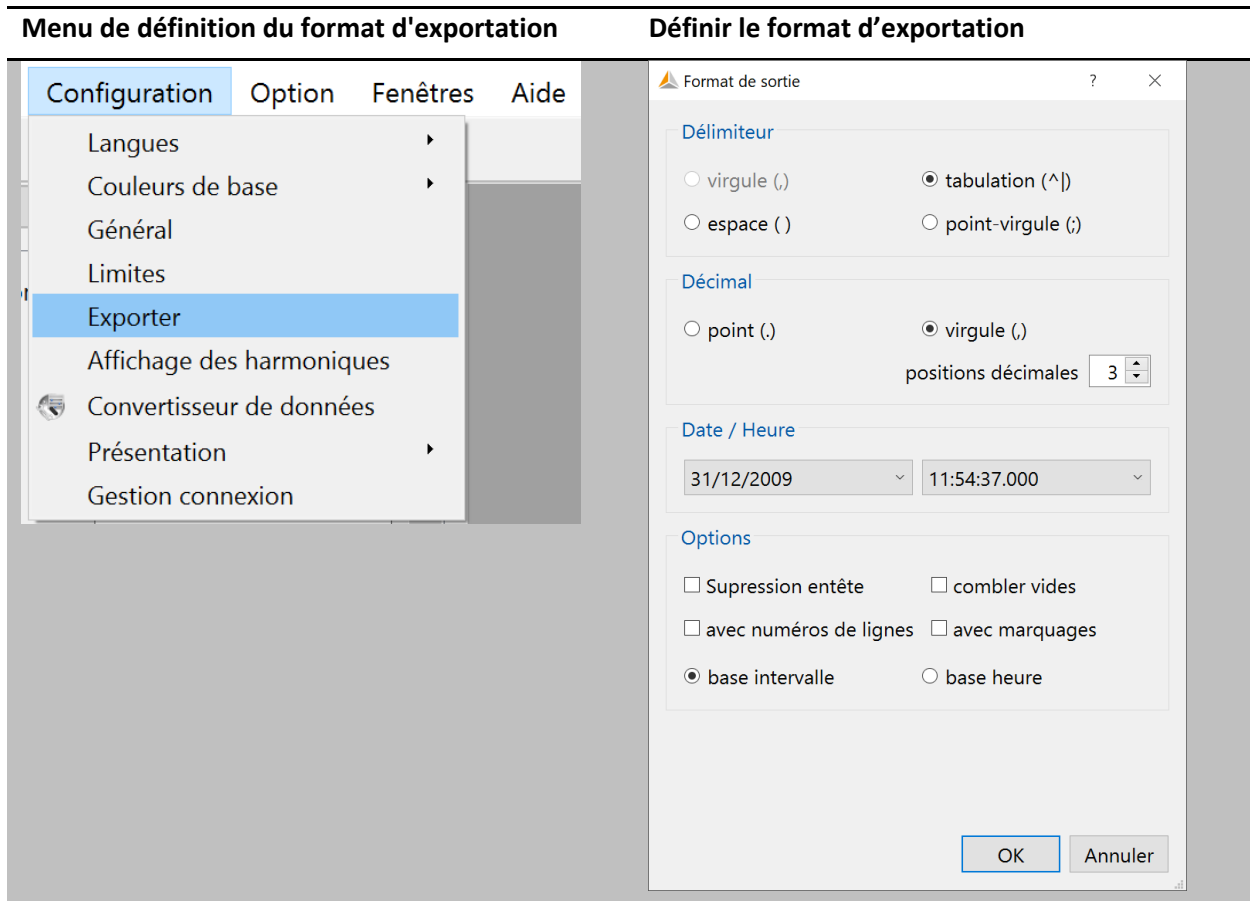 Menu de définition du format d'exportation
Définir le format d’exportation
Configuration Option Fenêtres Aide
Langues
Couleurs de base
Général
Limites
Exporter
Affichage des harmoniques
Convertisseur de données
Présentation
Gestion connexion
Format de sortie ?
Délimiteur
virgule (,) tabulation (^|)
espace ( ) point-virgule (;)
Décimal
point (.) virgule (,)
positions décimales 3
Date / Heure
31/12/2009 11:54:37.000
Options
Supression entête combler vides
avec numéros de lignes avec marquages
base intervalle base heure
OK Annuler